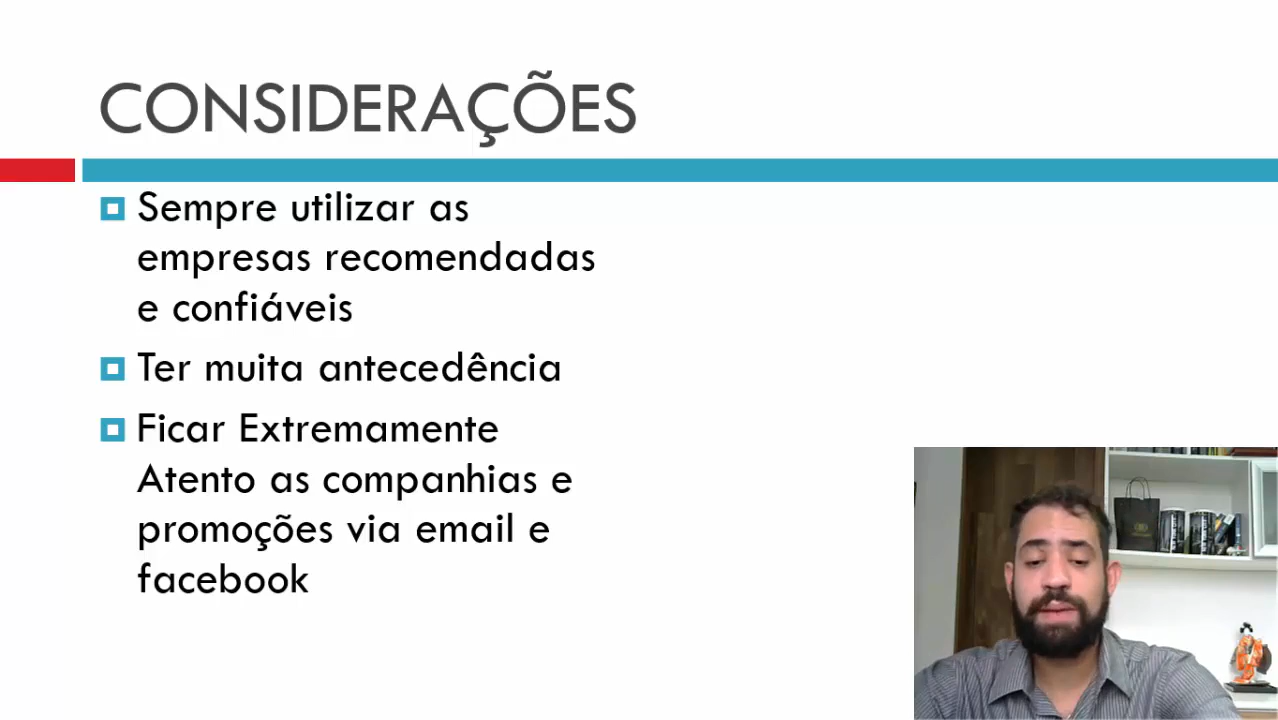 CONSIDERAÇÕES
Sempre utilizar as
empresas recomendadas
e confiáveis
Ter muita antecedência
Ficar Extremamente
Atento as companhias e
promoções via email e
facebook